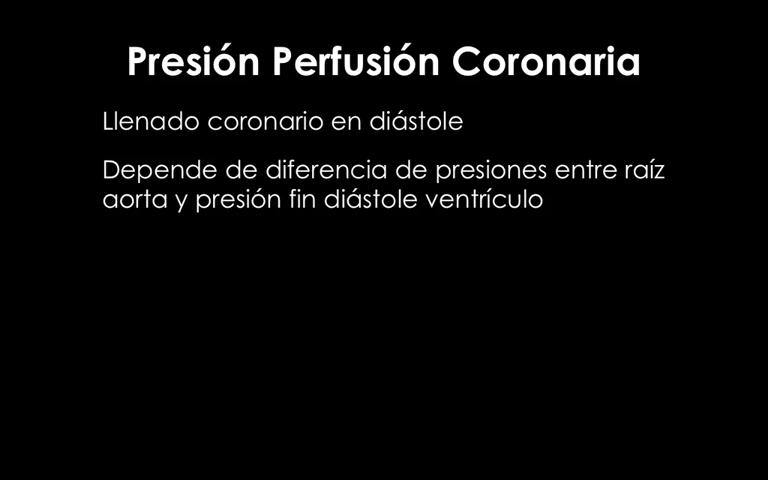 Presión Perfusión Coronaria
Llenado coronario en diástole
Depende de diferencia de presiones entre raíz
aorta y presión fin diástole ventrículo